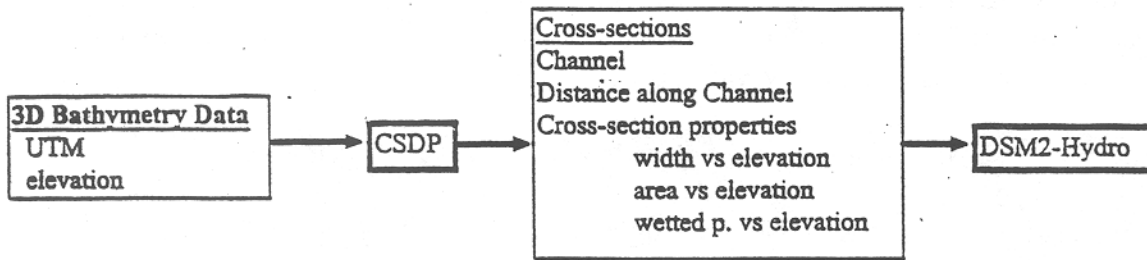 3D Bathymetry Data
UTM
elevation
CSDP
Cross-sections
Channel
Distance along Channel
Cross-section properties
width vs elevation
area vs elevation
wetted p. vs elevation
DSM2-Hydro